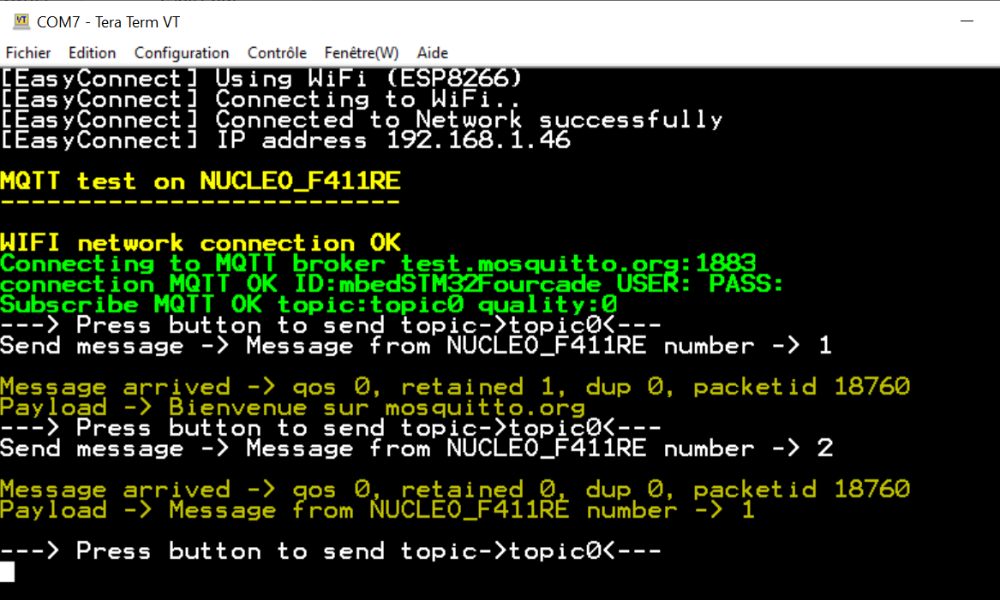 COM7 - Tera Term VT
Fichier Edition Configuration Contrôle Fenêtre(W) Aide
[EasyConnect] Using WiFi (ESP8266)
[EasyConnect] Connecting to WiFi..
[EasyConnect] Connected to Network successfully
[EasyConnect] IP address 192.168.1.46
MQTT test on NUCLEO_F411RE
--------------------------
WIFI network connection OK
Connecting to MQTT broker test.mosquitto.org:1883
connection MQTT OK ID:mbedSTM32Fourcade USER: PASS:
Subscribe MQTT OK topic:topic0 quality:0
---> Press button to send topic->topic0<---
Send message -> Message from NUCLEO_F411RE number -> 1
Message arrived -> qos 0, retained 1, dup 0, packetid 18760
Payload -> Bienvenue sur mosquitto.org
---> Press button to send topic->topic0<---
Send message -> Message from NUCLEO_F411RE number -> 2
Message arrived -> qos 0, retained 0, dup 0, packetid 18760
Payload -> Message from NUCLEO_F411RE number -> 1
---> Press button to send topic->topic0<---